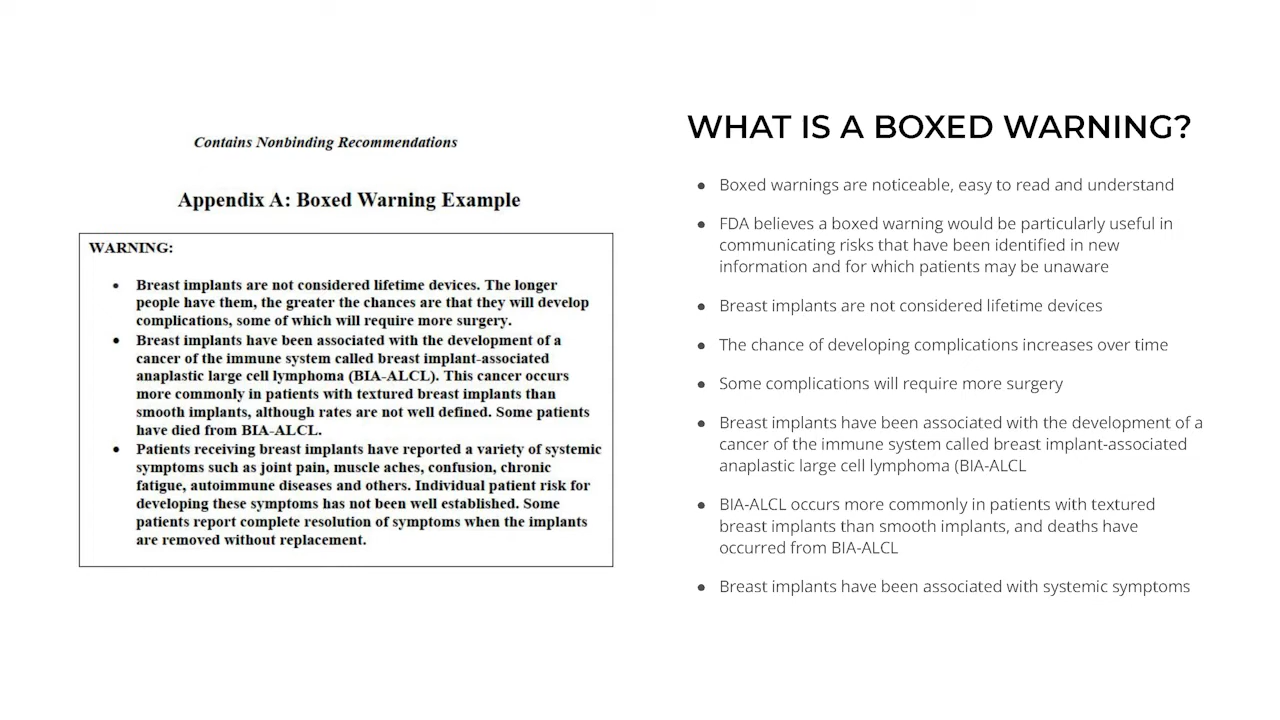 Contains Nonbinding Recommendations
Appendix A: Boxed Warning Example
WARNING:
• Breast implants are not considered lifetime devices. The longer
people have them, the greater the chances are that they will develop
complications, some of which will require more surgery.
• Breast implants have been associated with the development of a
cancer of the immune system called breast implant-associated
anaplastic large cell lymphoma (BIA-ALCL). This cancer occurs
more commonly in patients with textured breast implants than
smooth implants, although rates are not well defined. Some patients
have died from BIA-ALCL.
• Patients receiving breast implants have reported a variety of systemic
symptoms such as joint pain, muscle aches, confusion, chronic
fatigue, autoimmune diseases and others. Individual patient risk for
developing these symptoms has not been well established. Some
patients report complete resolution of symptoms when the implants
are removed without replacement.
WHAT IS A BOXED WARNING?
• Boxed warnings are noticeable, easy to read and understand
• FDA believes a boxed warning would be particularly useful in
communicating risks that have been identified in new
information and for which patients may be unaware
• Breast implants are not considered lifetime devices
• The chance of developing complications increases over time
• Some complications will require more surgery
• Breast implants have been associated with the development of a
cancer of the immune system called breast implant-associated
anaplastic large cell lymphoma (BIA-ALCL
• BIA-ALCL occurs more commonly in patients with textured
breast implants than smooth implants, and deaths have
occurred from BIA-ALCL
• Breast implants have been associated with systemic symptoms